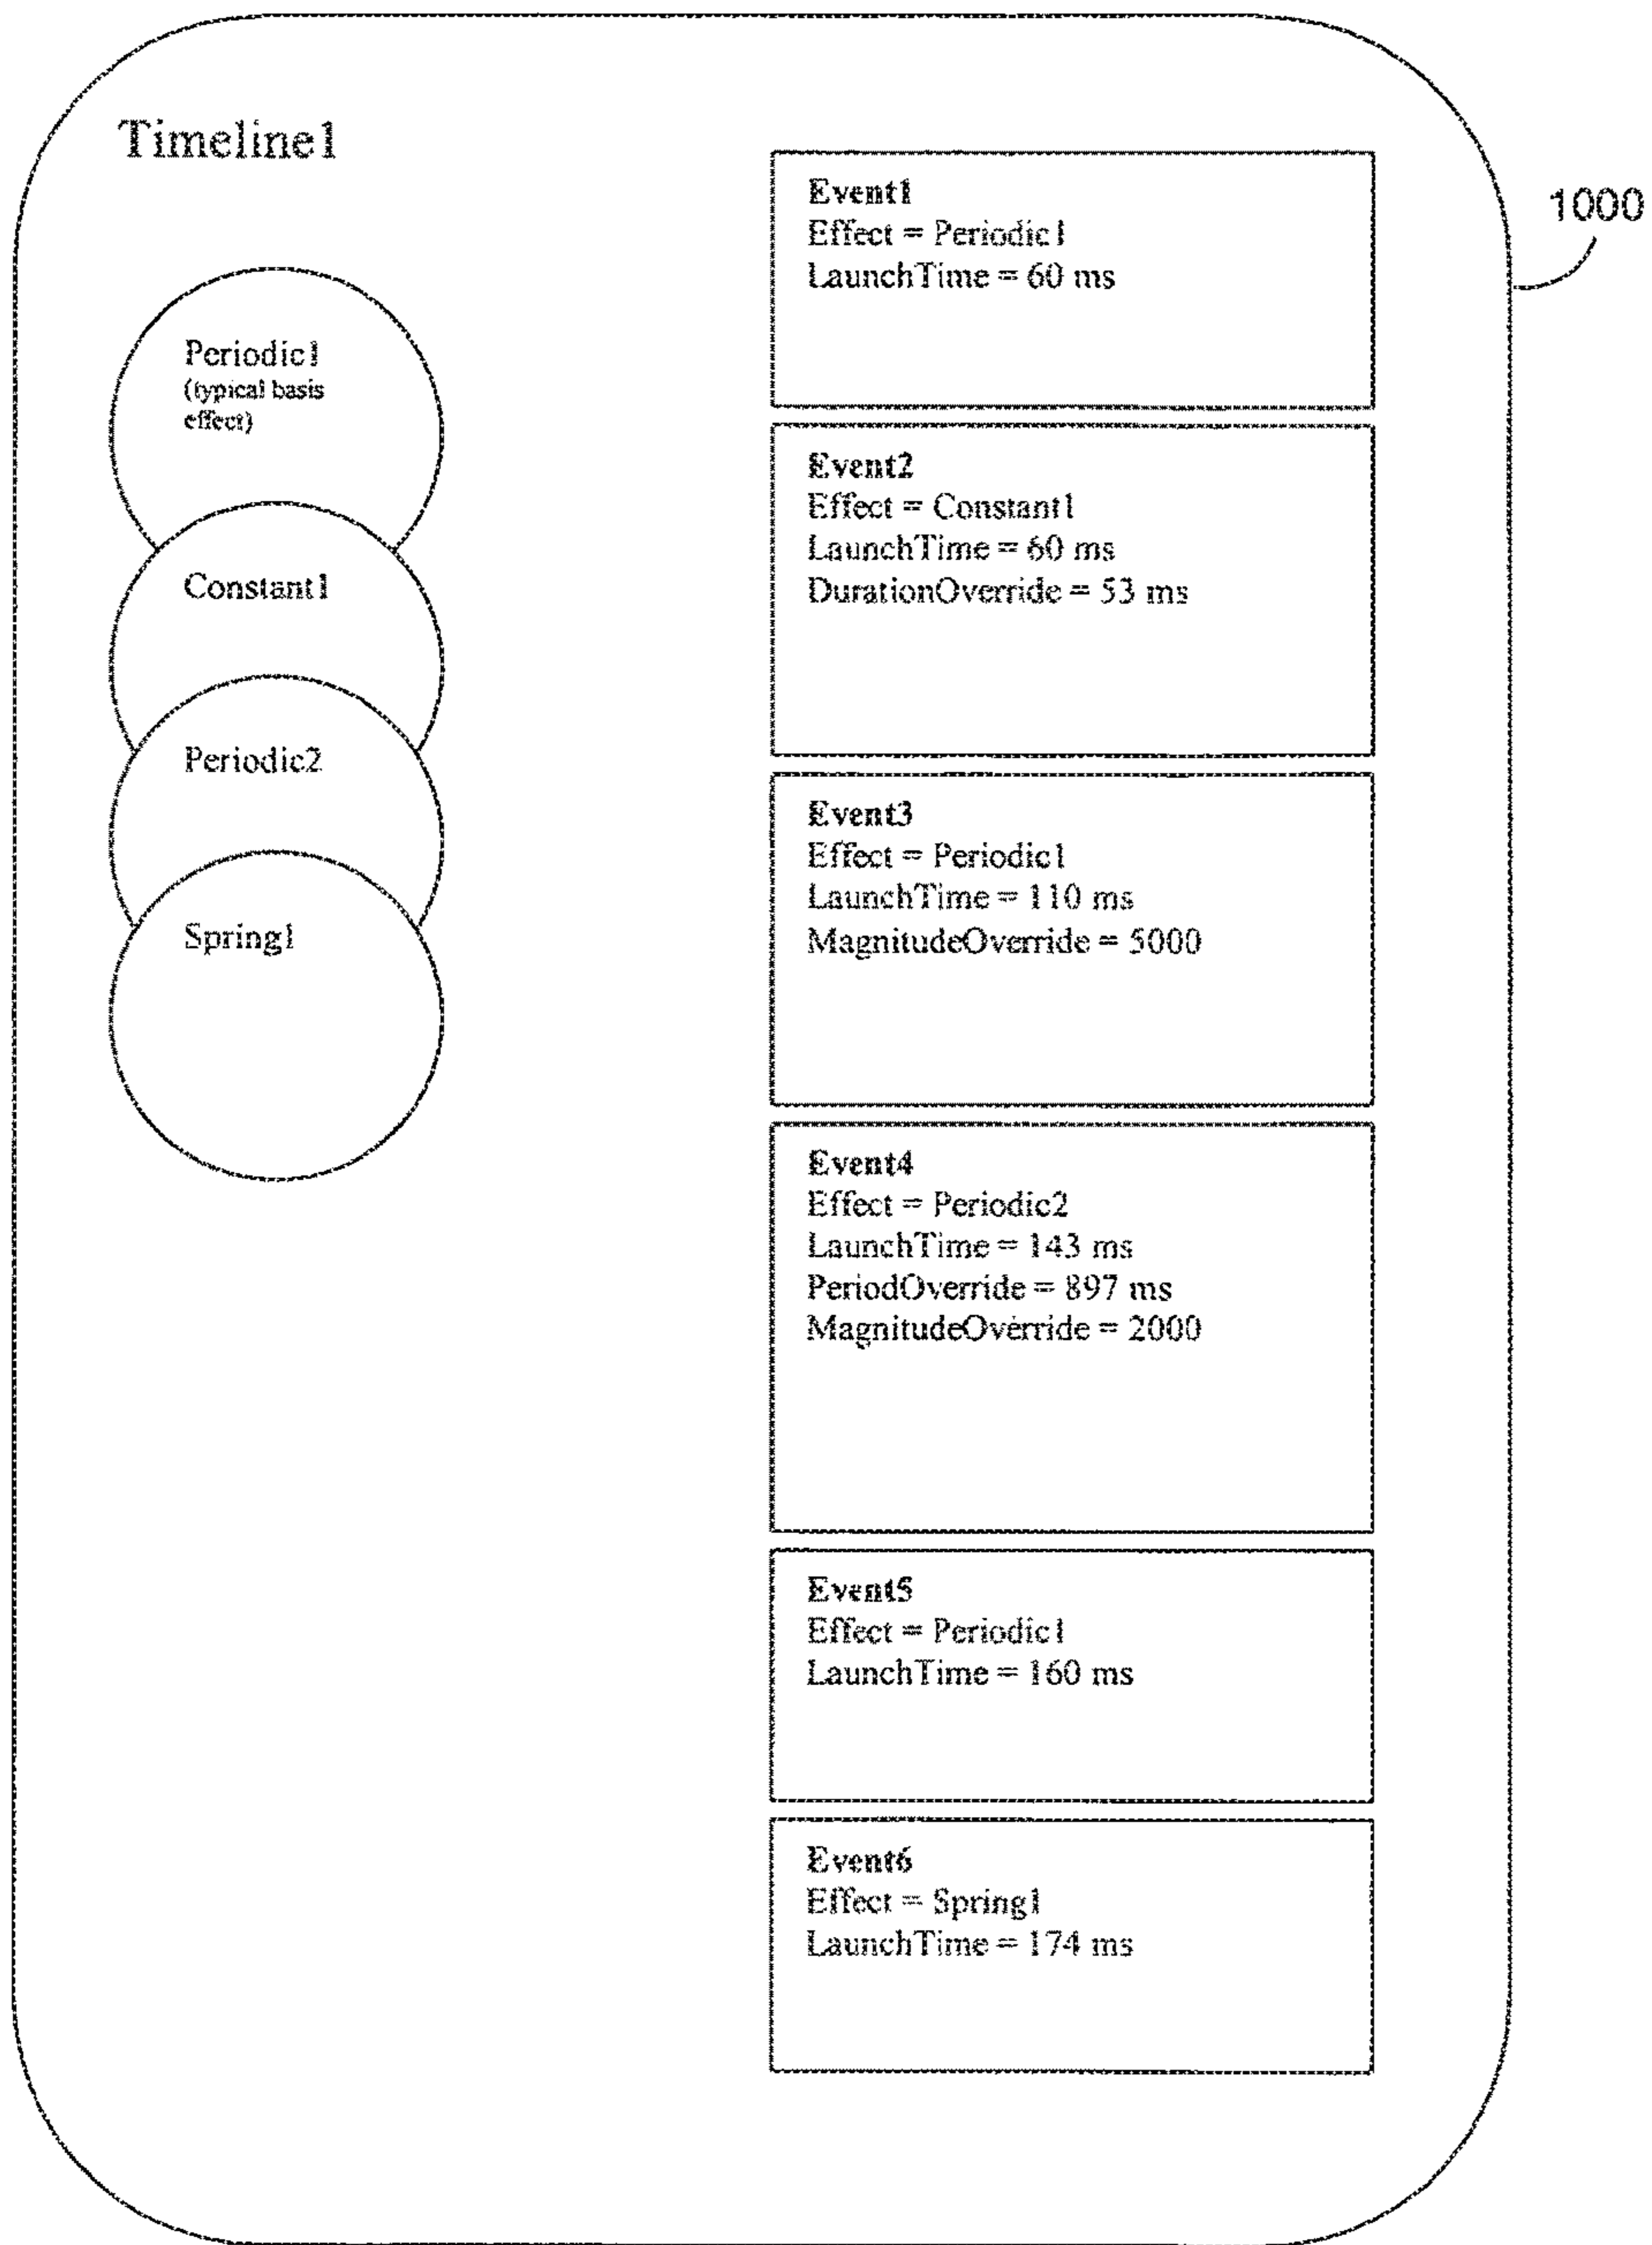 Timeline1
Periodic1
(typical basis
effect)
Constant1
Periodic2
Spring1
Event1
Effect = Periodic1
LaunchTime = 60 ms
Event2
Effect = Constant1
LaunchTime = 60 ms
DurationOverride = 53 ms
Event3
Effect = Periodic1
LaunchTime = 110 ms
MagnitudeOverride = 5000
Event4
Effect = Periodic2
LaunchTime = 143 ms
PeriodOverride = 897 ms
MagnitudeOverride = 2000
Event5
Effect = Periodic1
LaunchTime = 160 ms
Event6
Effect = Spring1
LaunchTime = 174 ms
1000